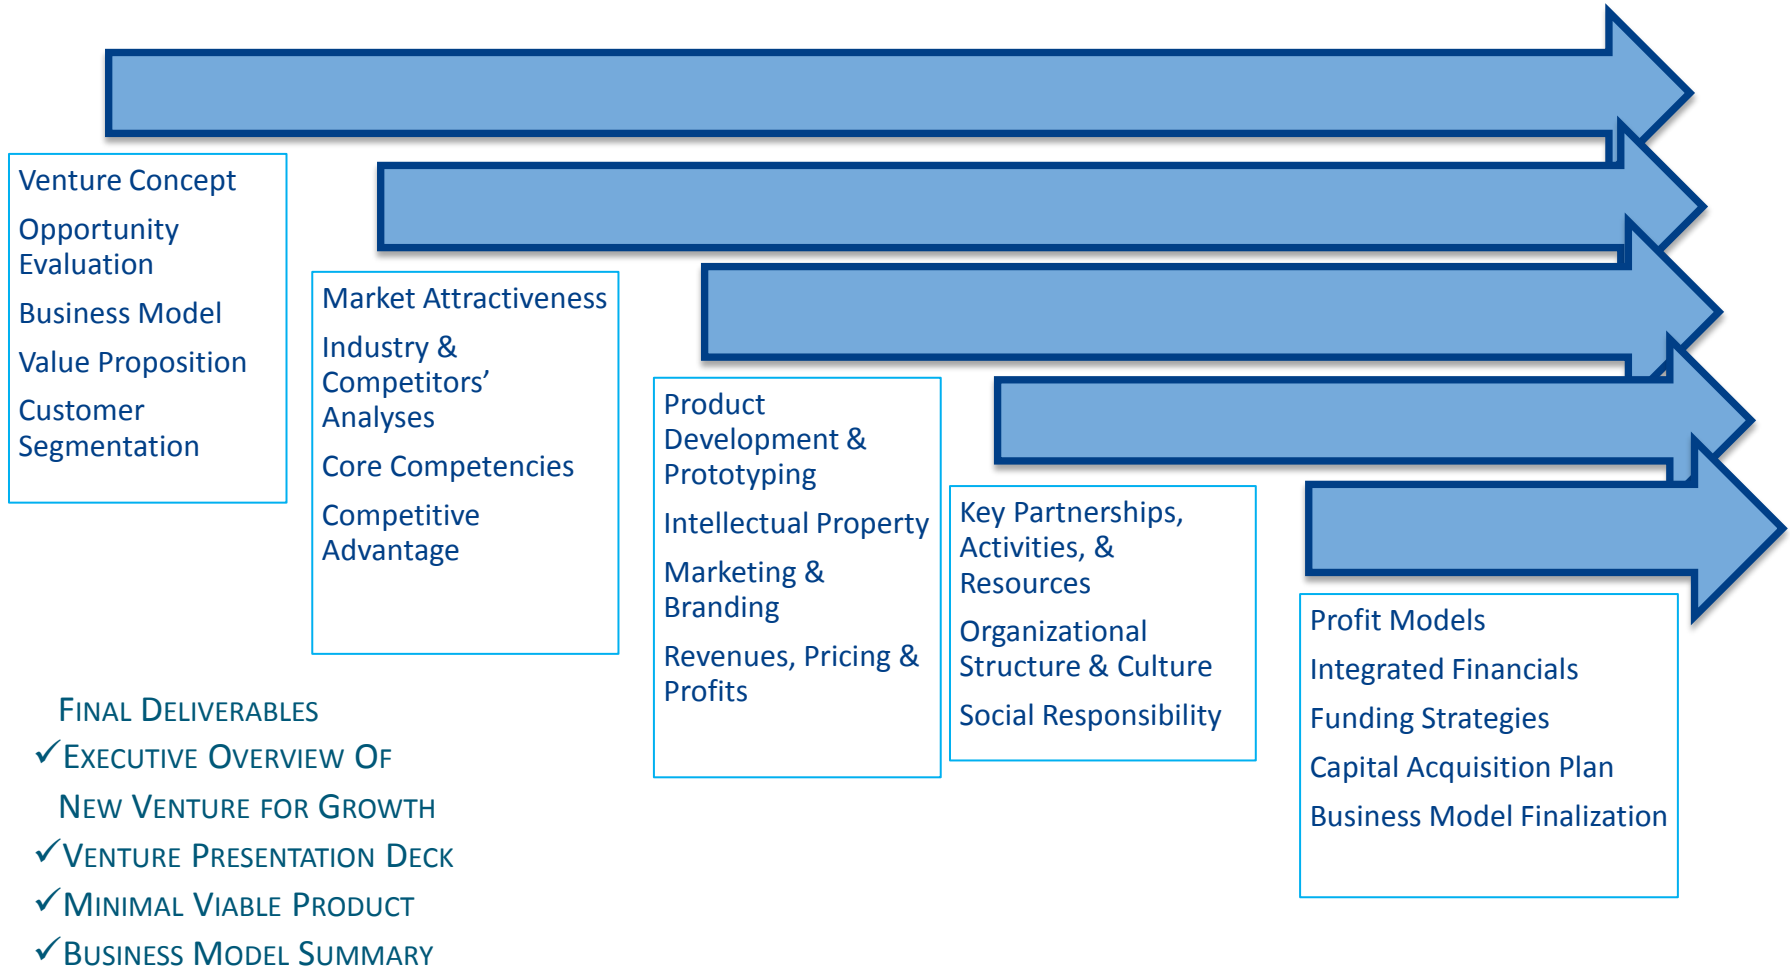 Venture Concept
Opportunity
Evaluation
Business Model
Value Proposition
Customer
Segmentation
Market Attractiveness
Industry &
Competitors’
Analyses
Core Competencies
Competitive
Advantage
Product
Development &
Prototyping
Intellectual Property
Marketing &
Branding
Revenues, Pricing &
Profits
Key Partnerships,
Activities, &
Resources
Organizational
Structure & Culture
Social Responsibility
Profit Models
Integrated Financials
Funding Strategies
Capital Acquisition Plan
Business Model Finalization
FINAL DELIVERABLES
✓EXECUTIVE OVERVIEW OF
NEW VENTURE FOR GROWTH
✓VENTURE PRESENTATION DECK
✓MINIMAL VIABLE PRODUCT
✓BUSINESS MODEL SUMMARY